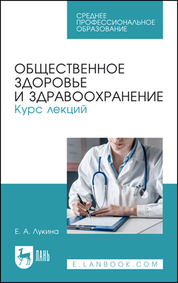 СРЕДНЕЕ
ПРОФЕССИОНАЛЬНОЕ
ОБРАЗОВАНИЕ
ОБЩЕСТВЕННОЕ
ЗДОРОВЬЕ
И ЗДРАВООХРАНЕНИЕ
Курс лекций
Е. А. Лукина
ЛАНЬ
E.LANBOOK.COM